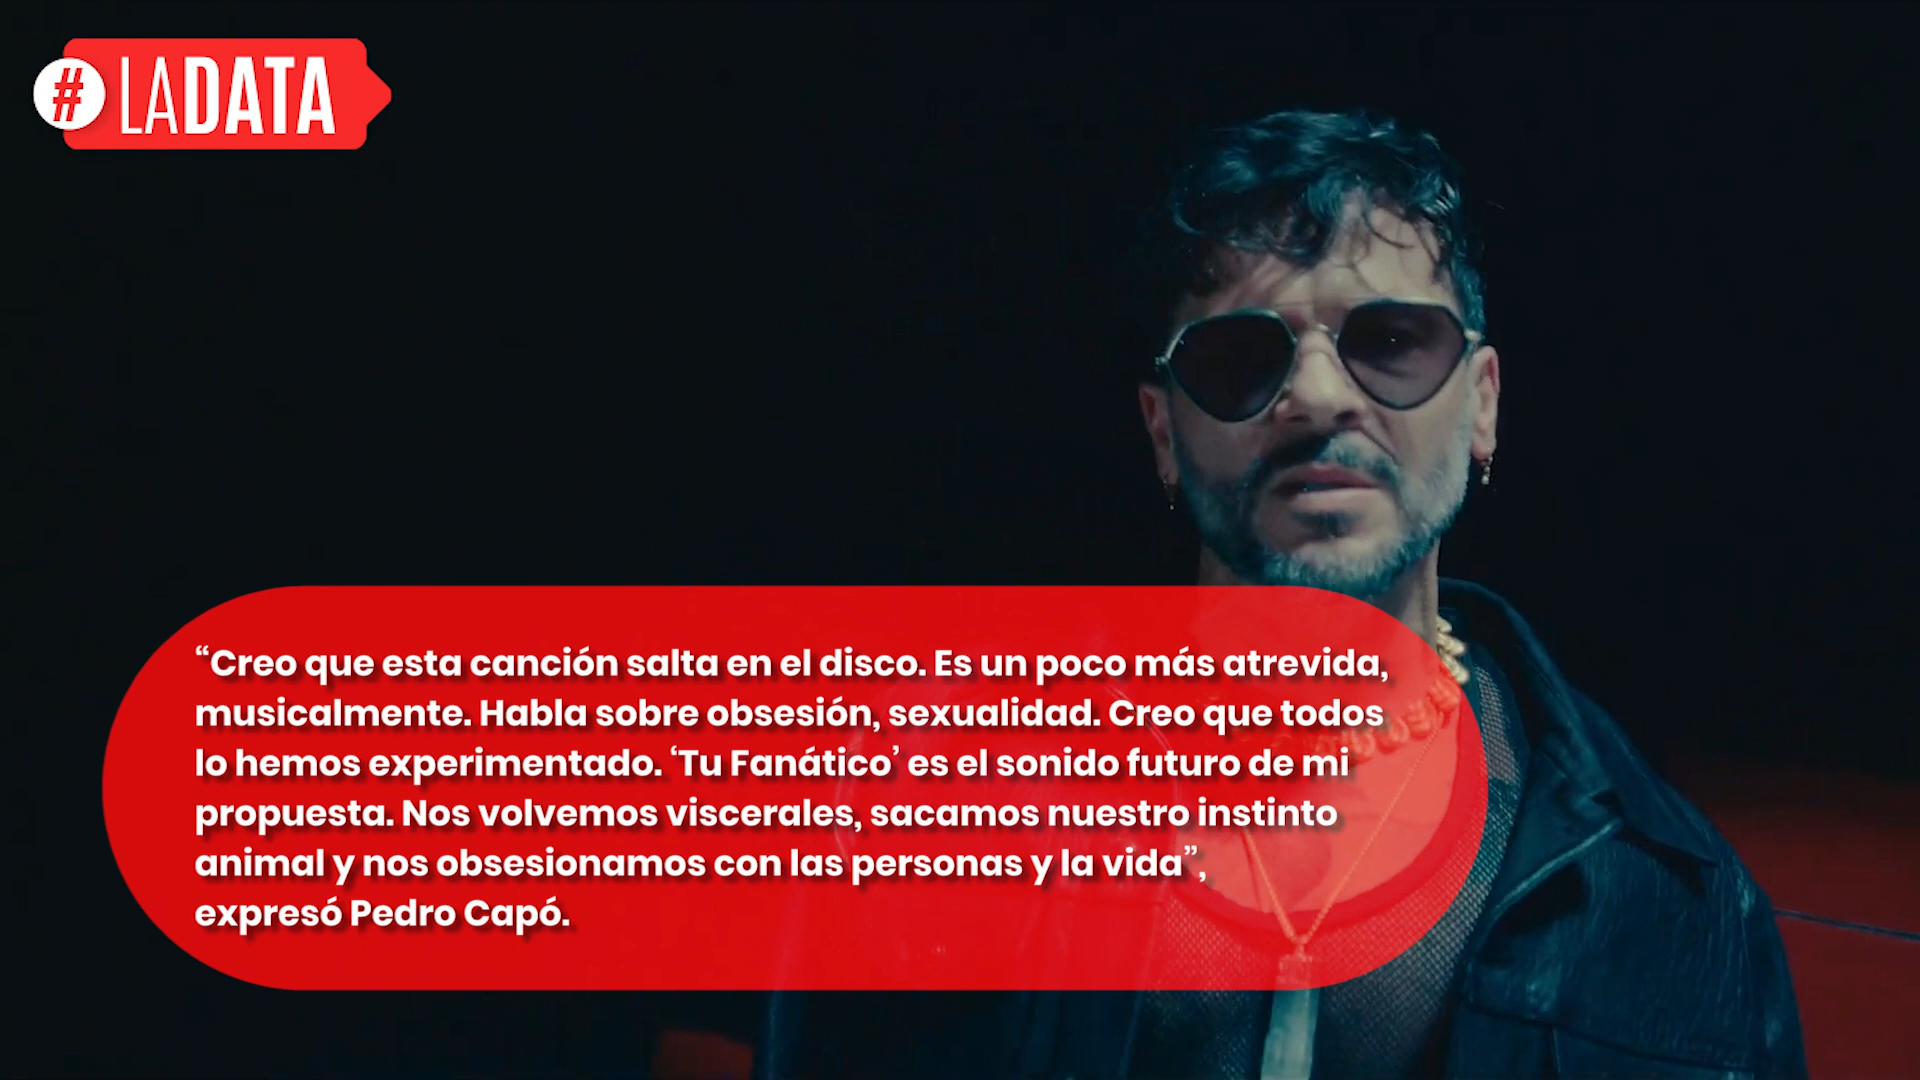 # LADATA
“Creo que esta canción salta en el disco. Es un poco más atrevida,
musicalmente. Habla sobre obsesión, sexualidad. Creo que todos
lo hemos experimentado. ‘Tu Fanático’ es el sonido futuro de mi
propuesta. Nos volvemos viscerales, sacamos nuestro instinto
animal y nos obsesionamos con las personas y la vida”,
expresó Pedro Capó.